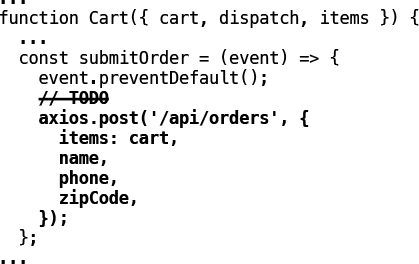 ...
function Cart({ cart, dispatch, items }) {
  ...
  const submitOrder = (event) => {
    event.preventDefault();
    // TODO
    axios.post('/api/orders', {
      items: cart,
      name,
      phone,
      zipCode,
    });
  };
...